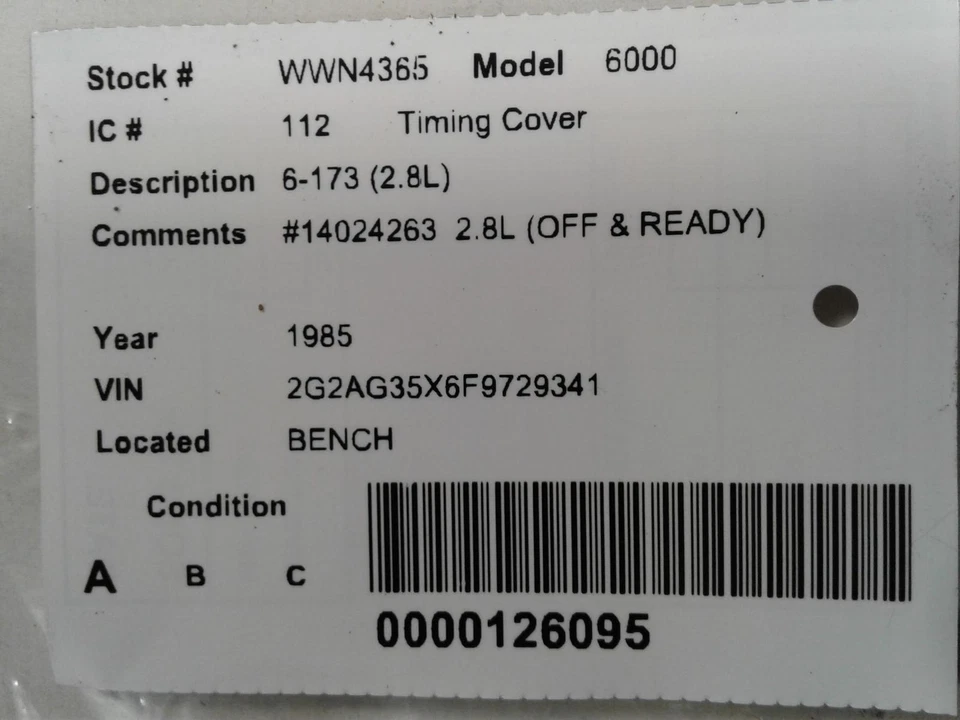 Stock # WWN4365 Model 6000
IC # 112 Timing Cover
Description 6-173 (2.8L)
Comments #14024263 2.8L (OFF & READY)
Year 1985
VIN 2G2AG35X6F9729341
Located BENCH
Condition
A B C
0000126095